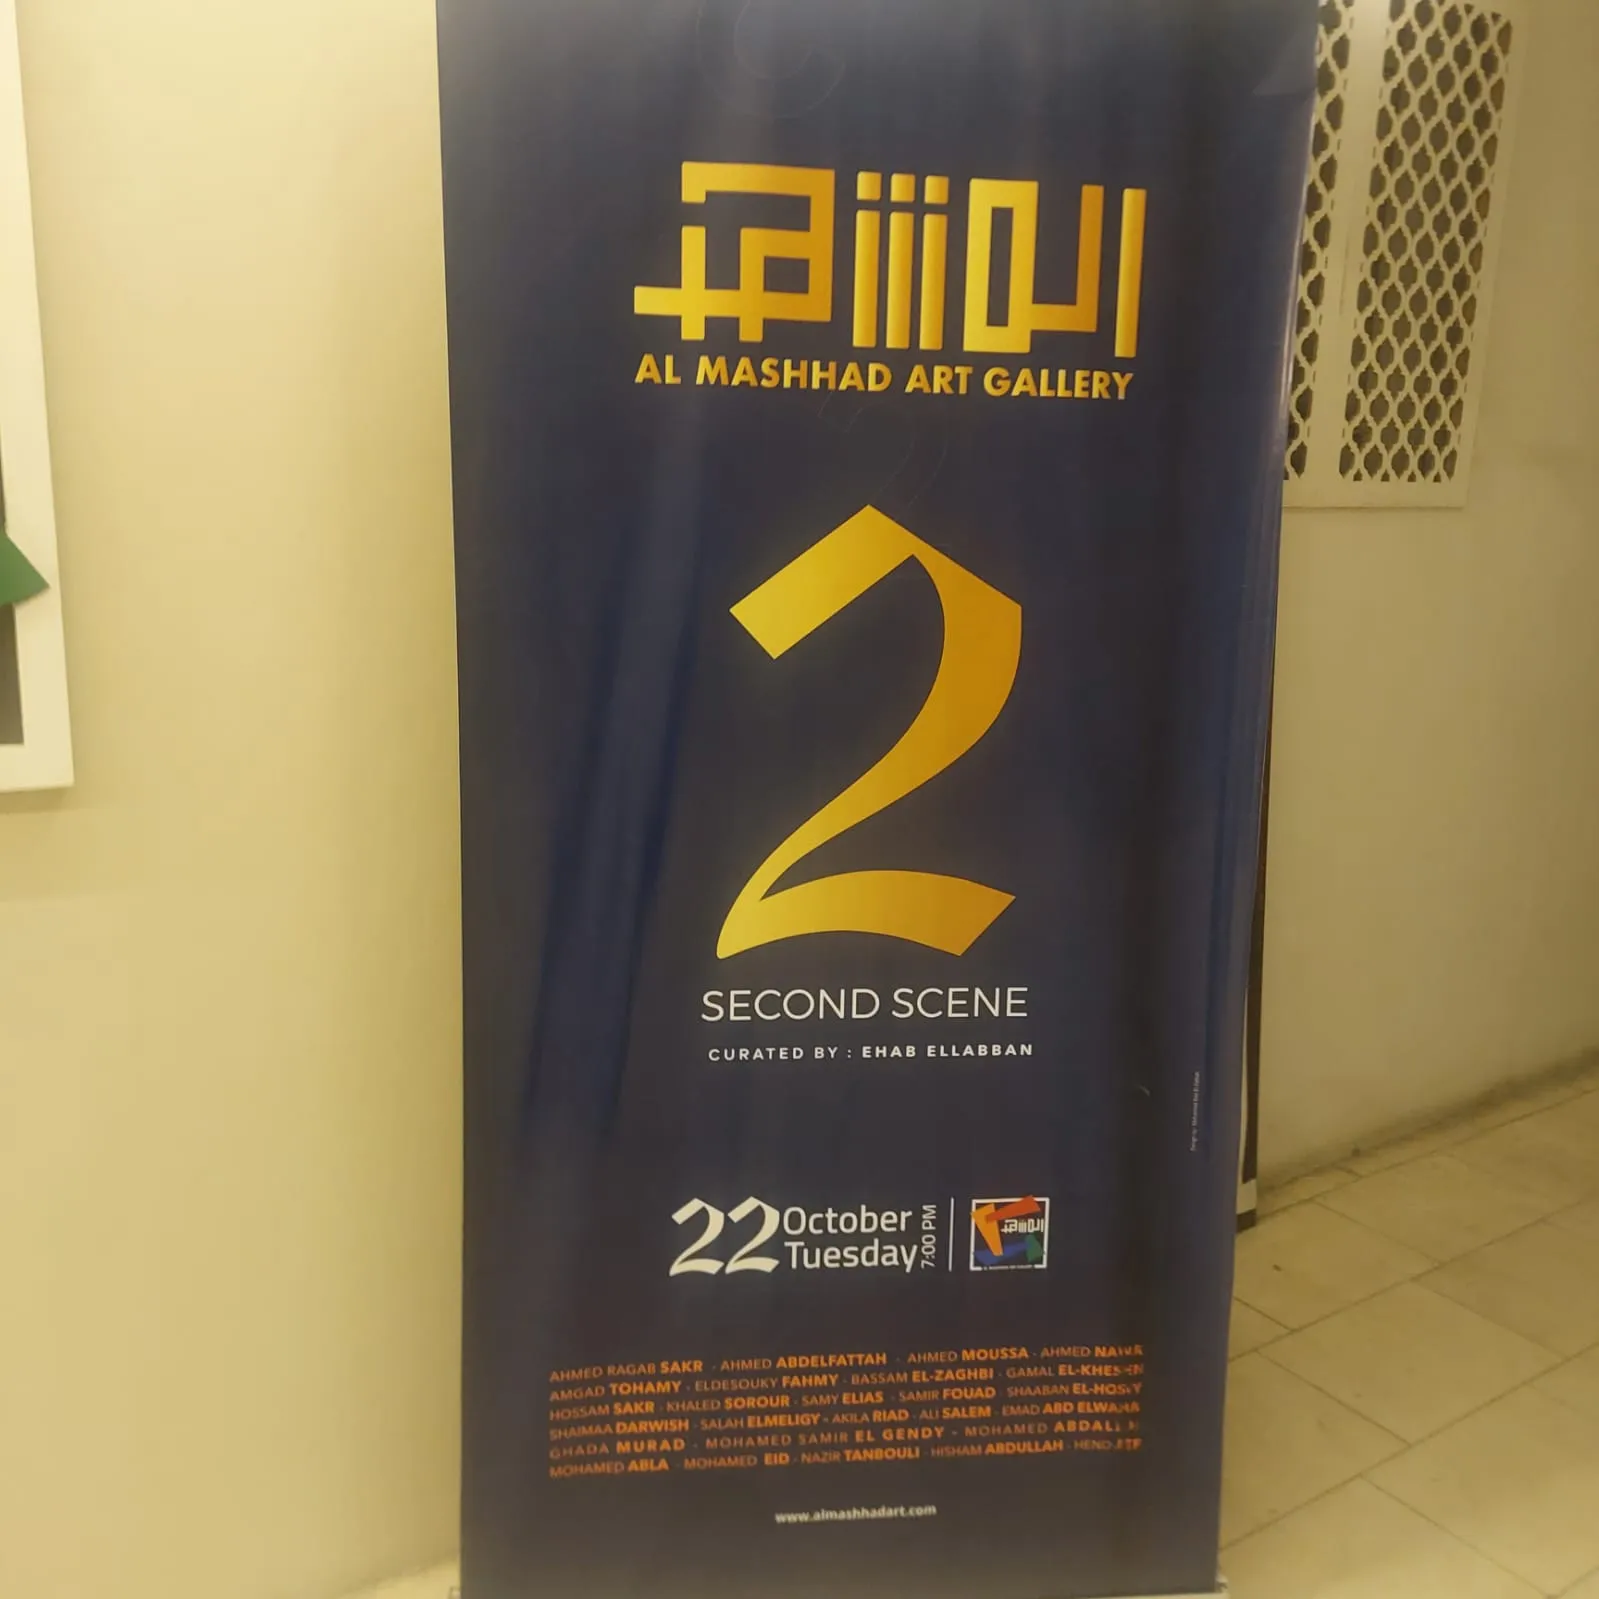 المشهد
AL MASHHAD ART GALLERY
2
SECOND SCENE
CURATED BY : EHAB ELLABBAN
22 October Tuesday 7:00 PM
المشهد
AHMED RAGAB SAKR - AHMED ABDELFATTAH - AHMED MOUSSA - AHMED
AMGAD TOHAMY - ELDESOUKY FAHMY - BASSAM EL-ZAGHBI - GAMAL
HOSSAM SAKR - KHALED SOROUR - SAMY ELIAS - SAMIR FOUAD - SHAABAN
SHAIMAA DARWISH - SALAH ELMELIGY - AKILA RIAD - ALI SALEM - EMAD ABD
GHADA MURAD - MOHAMED SAMIR EL GENDY - MOHAMED
MOHAMED ABLA - MOHAMED EID - NAZIR TANBOULI - HISHAM ABDULLAH - HEND
www.almashhadart.com